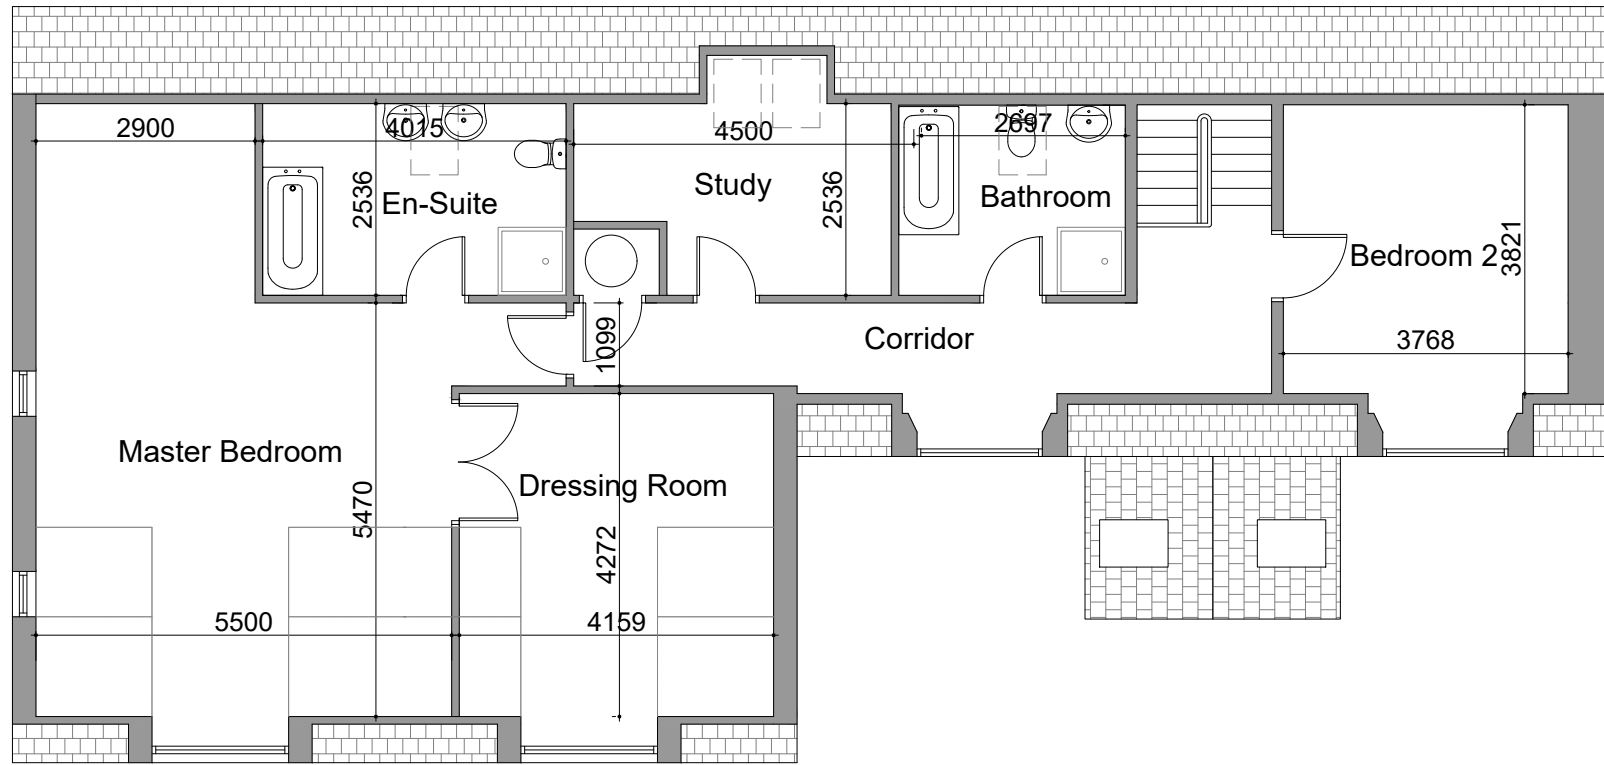 2900
4015
4500
2697
2536
En-Suite
Study
2536
Bathroom
Bedroom 2
3821
1099
Corridor
3768
Master Bedroom
Dressing Room
5470
4272
5500
4159